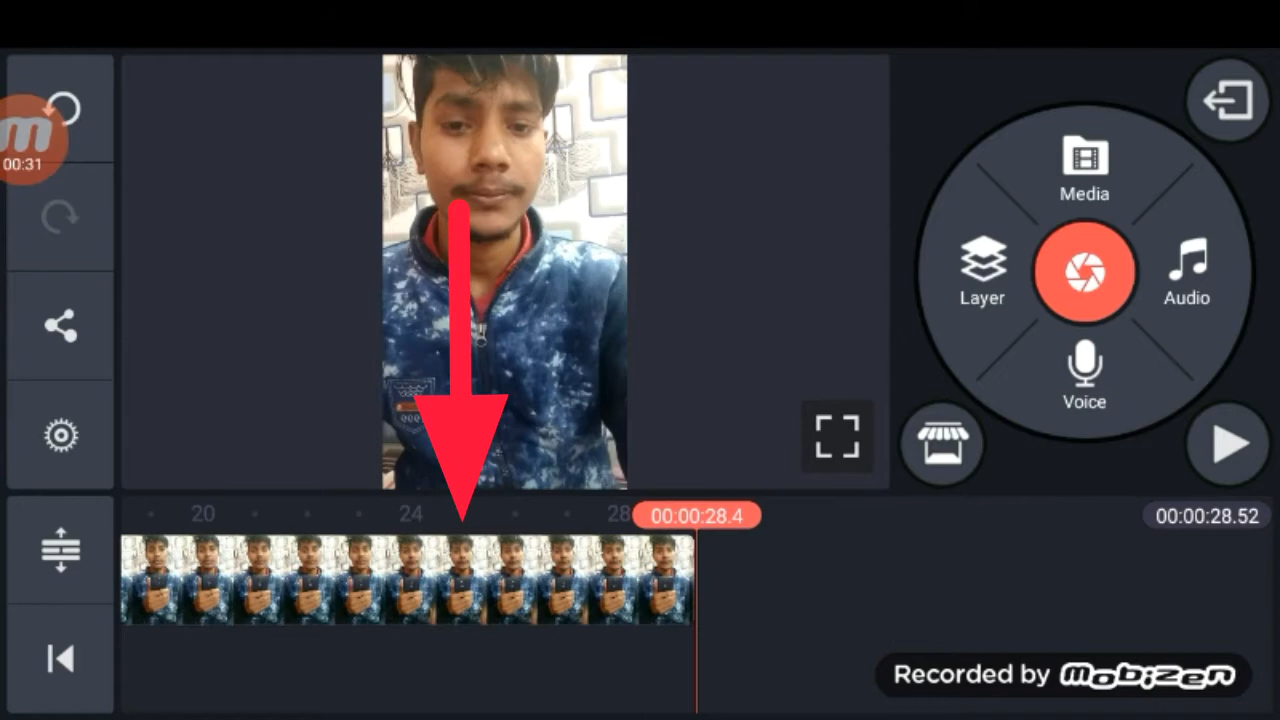 m
00:31
Media
Layer
Audio
Voice
20
24
28
00:00:28.4
00:00:28.52
Recorded by mobizen